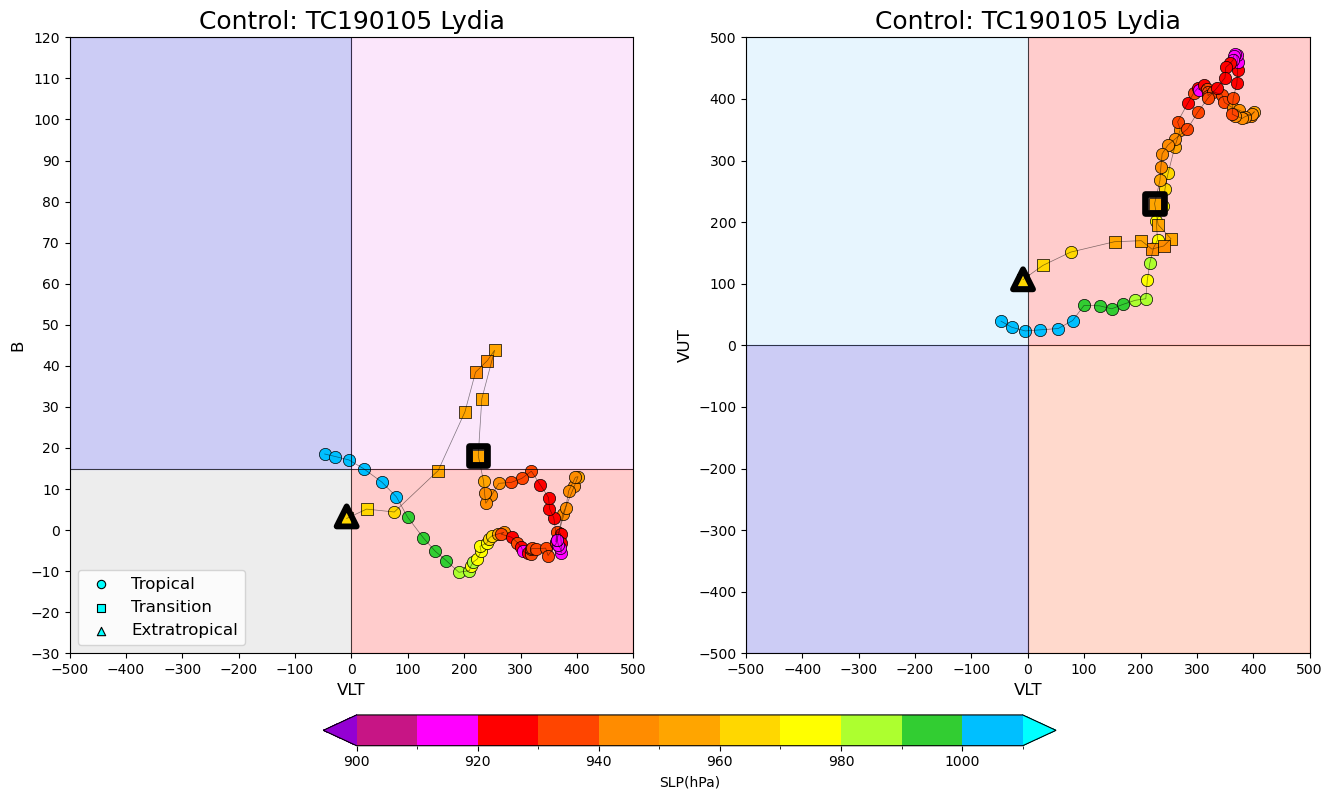 Control: TC190105 Lydia
120
110
100
90
80
70
60
50
40
30
20
10
0
−10
−20
−30
B
Tropical
Transition
Extratropical
−500 −400 −300 −200 −100 0 100 200 300 400 500
VLT
Control: TC190105 Lydia
500
400
300
200
100
0
−100
−200
−300
−400
−500
VUT
−500 −400 −300 −200 −100 0 100 200 300 400 500
VLT
900 920 940 960 980 1000
SLP(hPa)